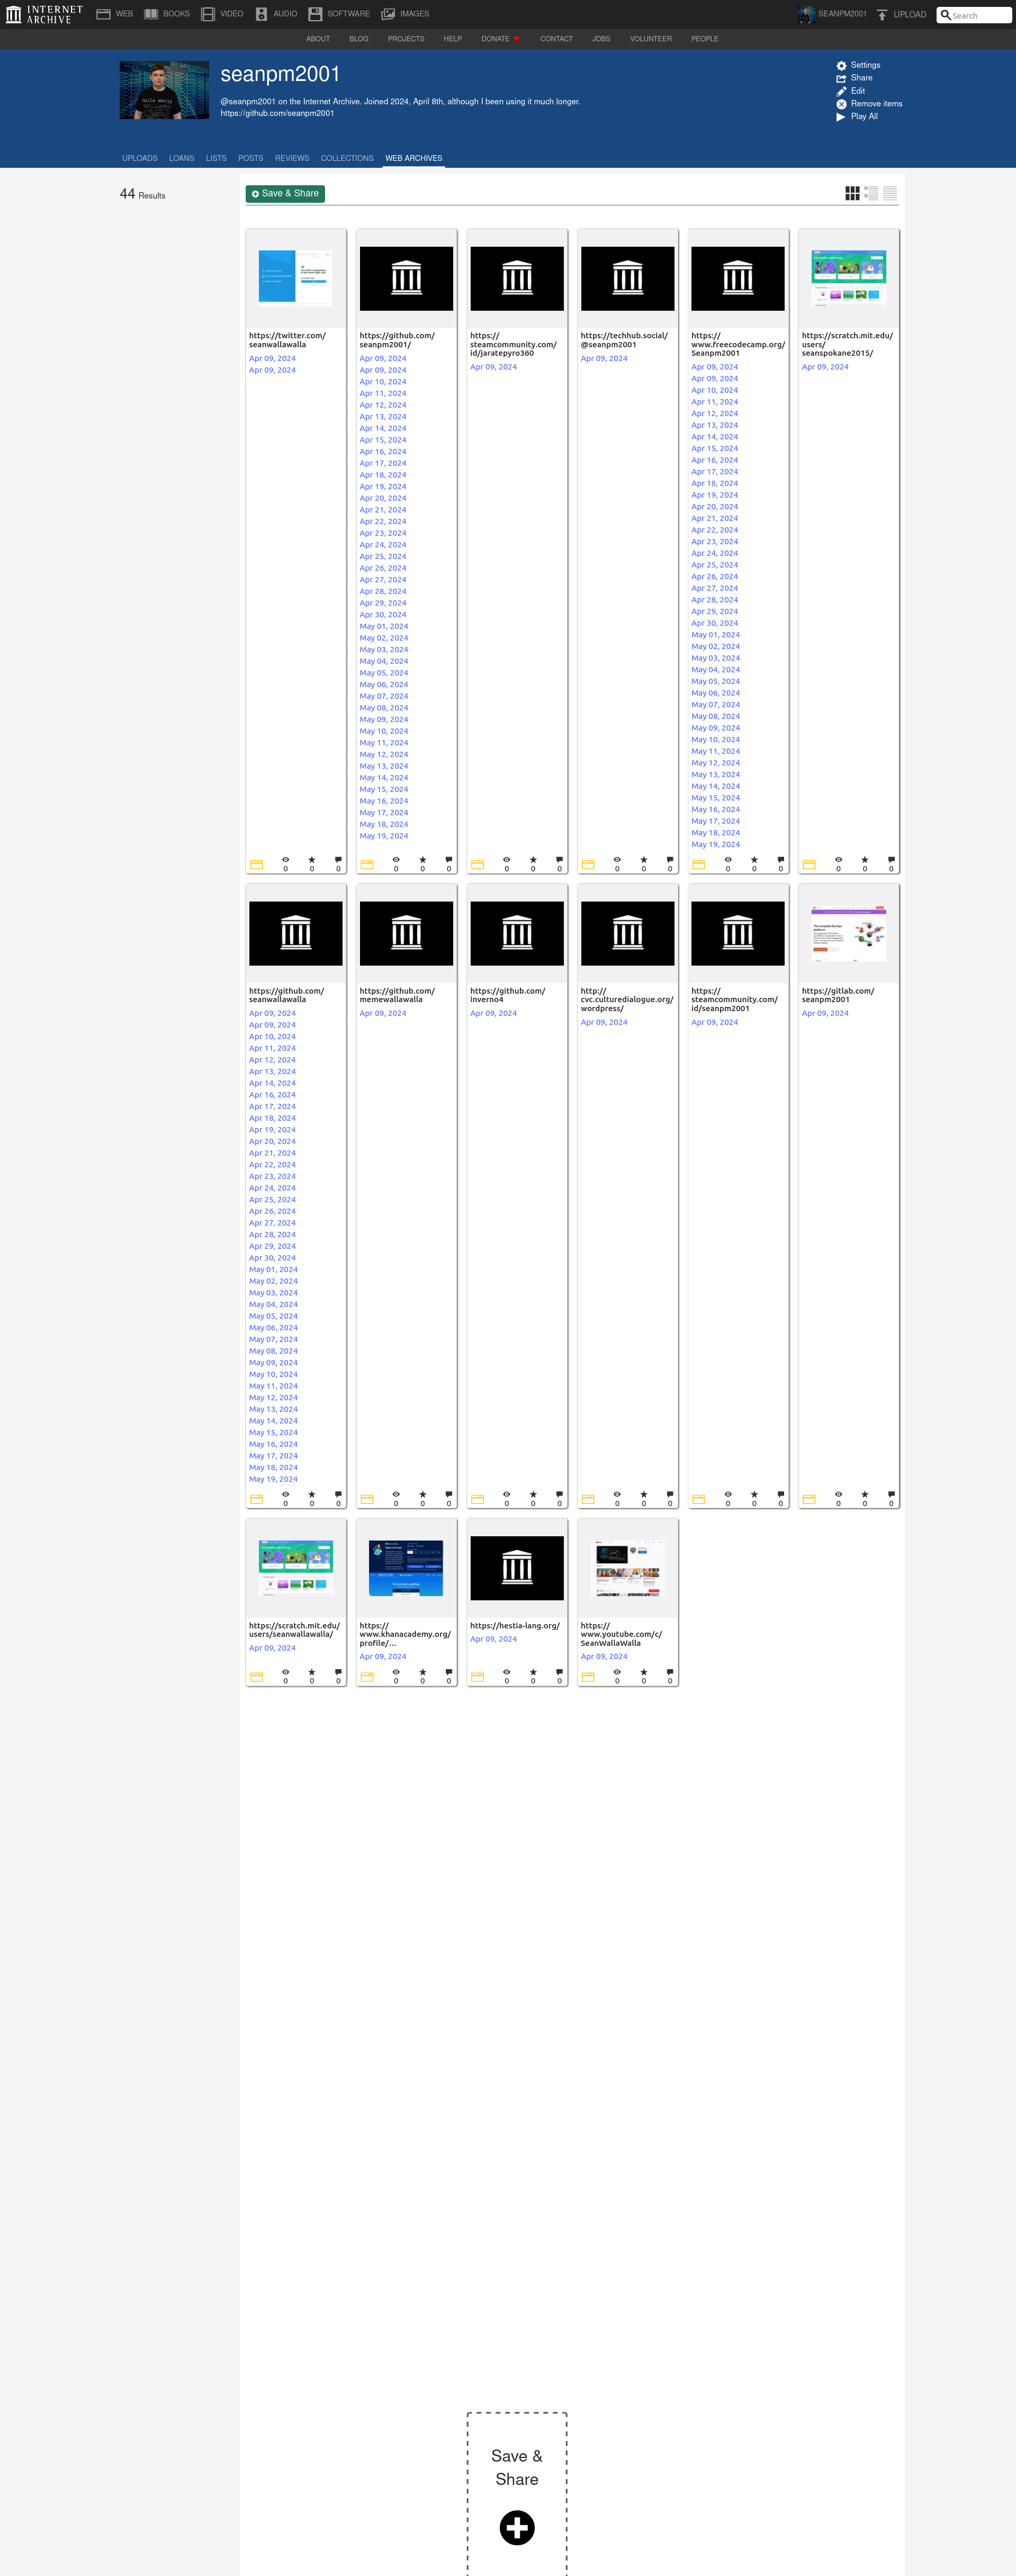 INTERNET ARCHIVE
WEB
BOOKS
VIDEO
AUDIO
SOFTWARE
IMAGES
SEANPM2001
UPLOAD
Search
ABOUT
BLOG
PROJECTS
HELP
DONATE
CONTACT
JOBS
VOLUNTEER
PEOPLE
Hello World
seanpm2001
@seanpm2001 on the Internet Archive. Joined 2024, April 8th, although I been using it much longer.
https://github.com/seanpm2001
Settings
Share
Edit
Remove items
Play All
UPLOADS
LOANS
LISTS
POSTS
REVIEWS
COLLECTIONS
WEB ARCHIVES
44 Results
Save & Share
https://twitter.com/
seanwallawalla
Apr 09, 2024
Apr 09, 2024
0 0 0
https://github.com/
seanpm2001/
Apr 09, 2024
Apr 09, 2024
Apr 10, 2024
Apr 11, 2024
Apr 12, 2024
Apr 13, 2024
Apr 14, 2024
Apr 15, 2024
Apr 16, 2024
Apr 17, 2024
Apr 18, 2024
Apr 19, 2024
Apr 20, 2024
Apr 21, 2024
Apr 22, 2024
Apr 23, 2024
Apr 24, 2024
Apr 25, 2024
Apr 26, 2024
Apr 27, 2024
Apr 28, 2024
Apr 29, 2024
Apr 30, 2024
May 01, 2024
May 02, 2024
May 03, 2024
May 04, 2024
May 05, 2024
May 06, 2024
May 07, 2024
May 08, 2024
May 09, 2024
May 10, 2024
May 11, 2024
May 12, 2024
May 13, 2024
May 14, 2024
May 15, 2024
May 16, 2024
May 17, 2024
May 18, 2024
May 19, 2024
0 0 0
https://
steamcommunity.com/
id/jaratepyro360
Apr 09, 2024
0 0 0
https://techhub.social/
@seanpm2001
Apr 09, 2024
0 0 0
https://
www.freecodecamp.org/
Seanpm2001
Apr 09, 2024
Apr 09, 2024
Apr 10, 2024
Apr 11, 2024
Apr 12, 2024
Apr 13, 2024
Apr 14, 2024
Apr 15, 2024
Apr 16, 2024
Apr 17, 2024
Apr 18, 2024
Apr 19, 2024
Apr 20, 2024
Apr 21, 2024
Apr 22, 2024
Apr 23, 2024
Apr 24, 2024
Apr 25, 2024
Apr 26, 2024
Apr 27, 2024
Apr 28, 2024
Apr 29, 2024
Apr 30, 2024
May 01, 2024
May 02, 2024
May 03, 2024
May 04, 2024
May 05, 2024
May 06, 2024
May 07, 2024
May 08, 2024
May 09, 2024
May 10, 2024
May 11, 2024
May 12, 2024
May 13, 2024
May 14, 2024
May 15, 2024
May 16, 2024
May 17, 2024
May 18, 2024
May 19, 2024
0 0 0
https://scratch.mit.edu/
users/
seanspokane2015/
Apr 09, 2024
0 0 0
https://github.com/
seanwallawalla
Apr 09, 2024
Apr 09, 2024
Apr 10, 2024
Apr 11, 2024
Apr 12, 2024
Apr 13, 2024
Apr 14, 2024
Apr 16, 2024
Apr 17, 2024
Apr 18, 2024
Apr 19, 2024
Apr 20, 2024
Apr 21, 2024
Apr 22, 2024
Apr 23, 2024
Apr 24, 2024
Apr 25, 2024
Apr 26, 2024
Apr 27, 2024
Apr 28, 2024
Apr 29, 2024
Apr 30, 2024
May 01, 2024
May 02, 2024
May 03, 2024
May 04, 2024
May 05, 2024
May 06, 2024
May 07, 2024
May 08, 2024
May 09, 2024
May 10, 2024
May 11, 2024
May 12, 2024
May 13, 2024
May 14, 2024
May 15, 2024
May 16, 2024
May 17, 2024
May 18, 2024
May 19, 2024
0 0 0
https://github.com/
memewallawalla
Apr 09, 2024
0 0 0
https://github.com/
inverno4
Apr 09, 2024
0 0 0
http://
cvc.culturedialogue.org/
wordpress/
Apr 09, 2024
0 0 0
https://
steamcommunity.com/
id/seanpm2001
Apr 09, 2024
0 0 0
https://gitlab.com/
seanpm2001
Apr 09, 2024
0 0 0
https://scratch.mit.edu/
users/seanwallawalla/
Apr 09, 2024
0 0 0
https://
www.khanacademy.org/
profile/...
Apr 09, 2024
0 0 0
https://hestia-lang.org/
Apr 09, 2024
0 0 0
https://
www.youtube.com/c/
SeanWallaWalla
Apr 09, 2024
0 0 0
Save &
Share